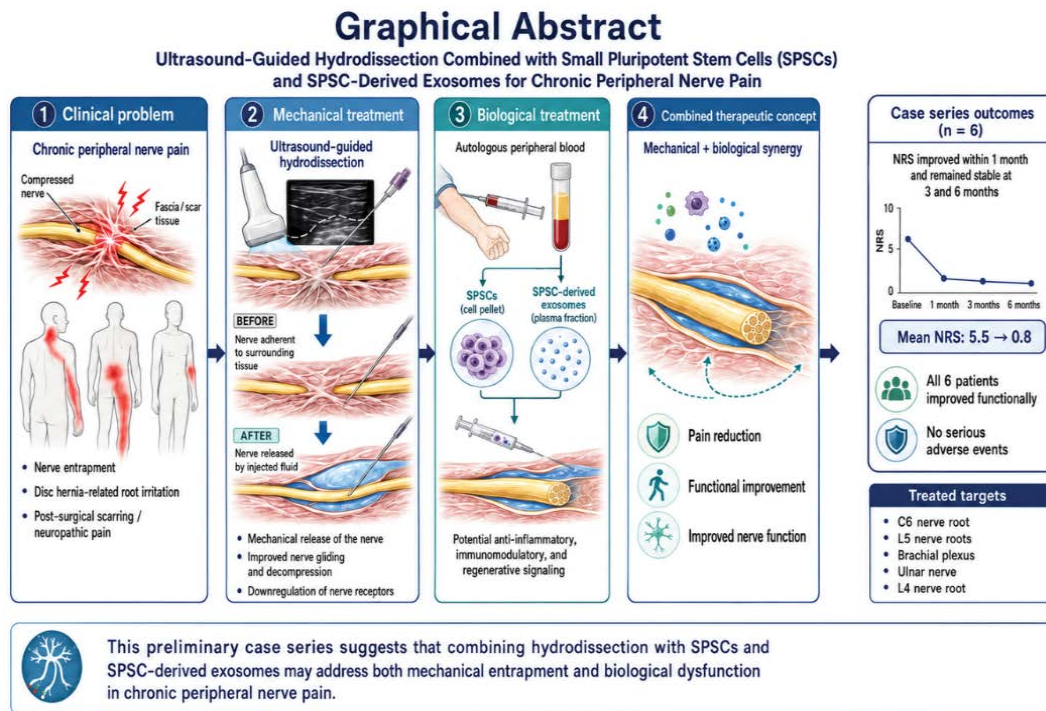 Graphical Abstract
Ultrasound-Guided Hydrodissection Combined with Small Pluripotent Stem Cells (SPSCs)
and SPSC-Derived Exosomes for Chronic Peripheral Nerve Pain
1 Clinical problem
Chronic peripheral nerve pain
Compressed
nerve
Fascia/scar
tissue
• Nerve entrapment
• Disc hernia-related root irritation
• Post-surgical scarring /
neuropathic pain
2 Mechanical treatment
Ultrasound-guided
hydrodissection
BEFORE
Nerve adherent
to surrounding
tissue
AFTER
Nerve released
by injected fluid
• Mechanical release of the nerve
• Improved nerve gliding
and decompression
• Downregulation of nerve receptors
3 Biological treatment
Autologous peripheral blood
SPSCs
(cell pellet)
SPSC-derived
exosomes
(plasma fraction)
Potential anti-inflammatory,
immunomodulatory, and
regenerative signaling
4 Combined therapeutic concept
Mechanical + biological synergy
Pain reduction
Functional improvement
Improved nerve function
Case series outcomes
(n = 6)
NRS improved within 1 month
and remained stable at
3 and 6 months
10
5
0
NRS
Baseline 1 month 3 months 6 months
Mean NRS: 5.5 → 0.8
All 6 patients
improved functionally
No serious
adverse events
Treated targets
• C6 nerve root
• L5 nerve roots
• Brachial plexus
• Ulnar nerve
• L4 nerve root
This preliminary case series suggests that combining hydrodissection with SPSCs and
SPSC-derived exosomes may address both mechanical entrapment and biological dysfunction
in chronic peripheral nerve pain.